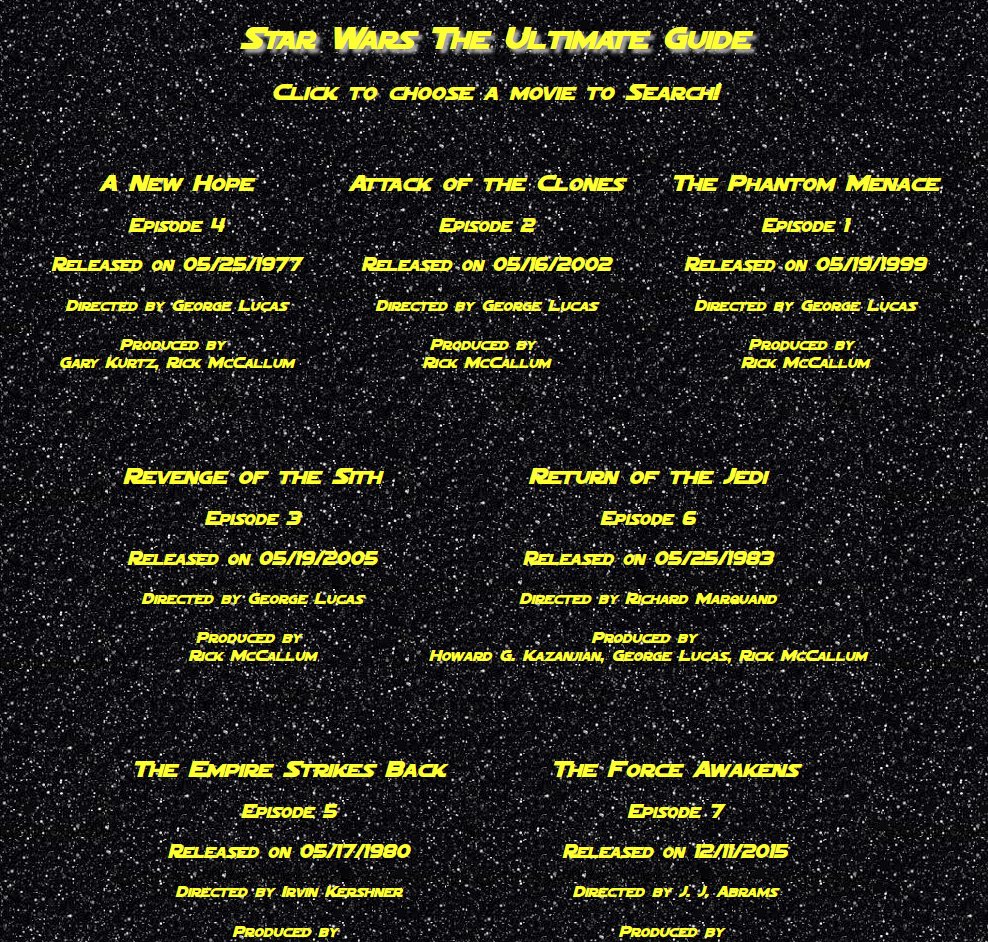 Star Wars The Ultimate Guide
Click to choose a movie to Search!
A New Hope
Episode 4
Released on 05/25/1977
Directed by George Lucas
Produced by
Gary Kurtz, Rick McCallum
Attack of the Clones
Episode 2
Released on 05/16/2002
Directed by George Lucas
Produced by
Rick McCallum
The Phantom Menace
Episode 1
Released on 05/19/1999
Directed by George Lucas
Produced by
Rick McCallum
Revenge of the Sith
Episode 3
Released on 05/19/2005
Directed by George Lucas
Produced by
Rick McCallum
Return of the Jedi
Episode 6
Released on 05/25/1983
Directed by Richard Marquand
Produced by
Howard G. Kazanjian, George Lucas, Rick McCallum
The Empire Strikes Back
Episode 5
Released on 05/17/1980
Directed by Irvin Kershner
Produced by
The Force Awakens
Episode 7
Released on 12/11/2015
Directed by J. J. Abrams
Produced by